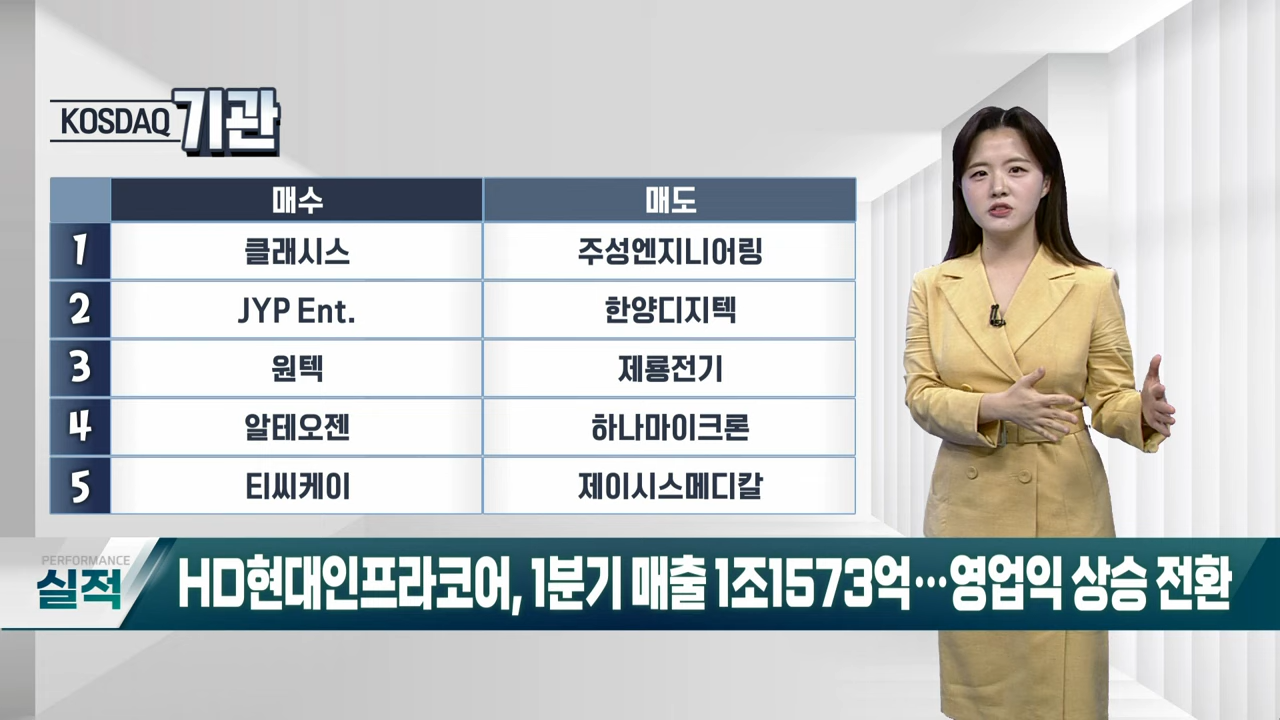 KOSDAQ 기관
매수 매도
1 클래시스 주성엔지니어링
2 JYP Ent. 한양디지텍
3 원텍 제룡전기
4 알테오젠 하나마이크론
5 티씨케이 제이시스메디칼
PERFORMANCE
실적
HD현대인프라코어, 1분기 매출 1조1573억…영업익 상승 전환